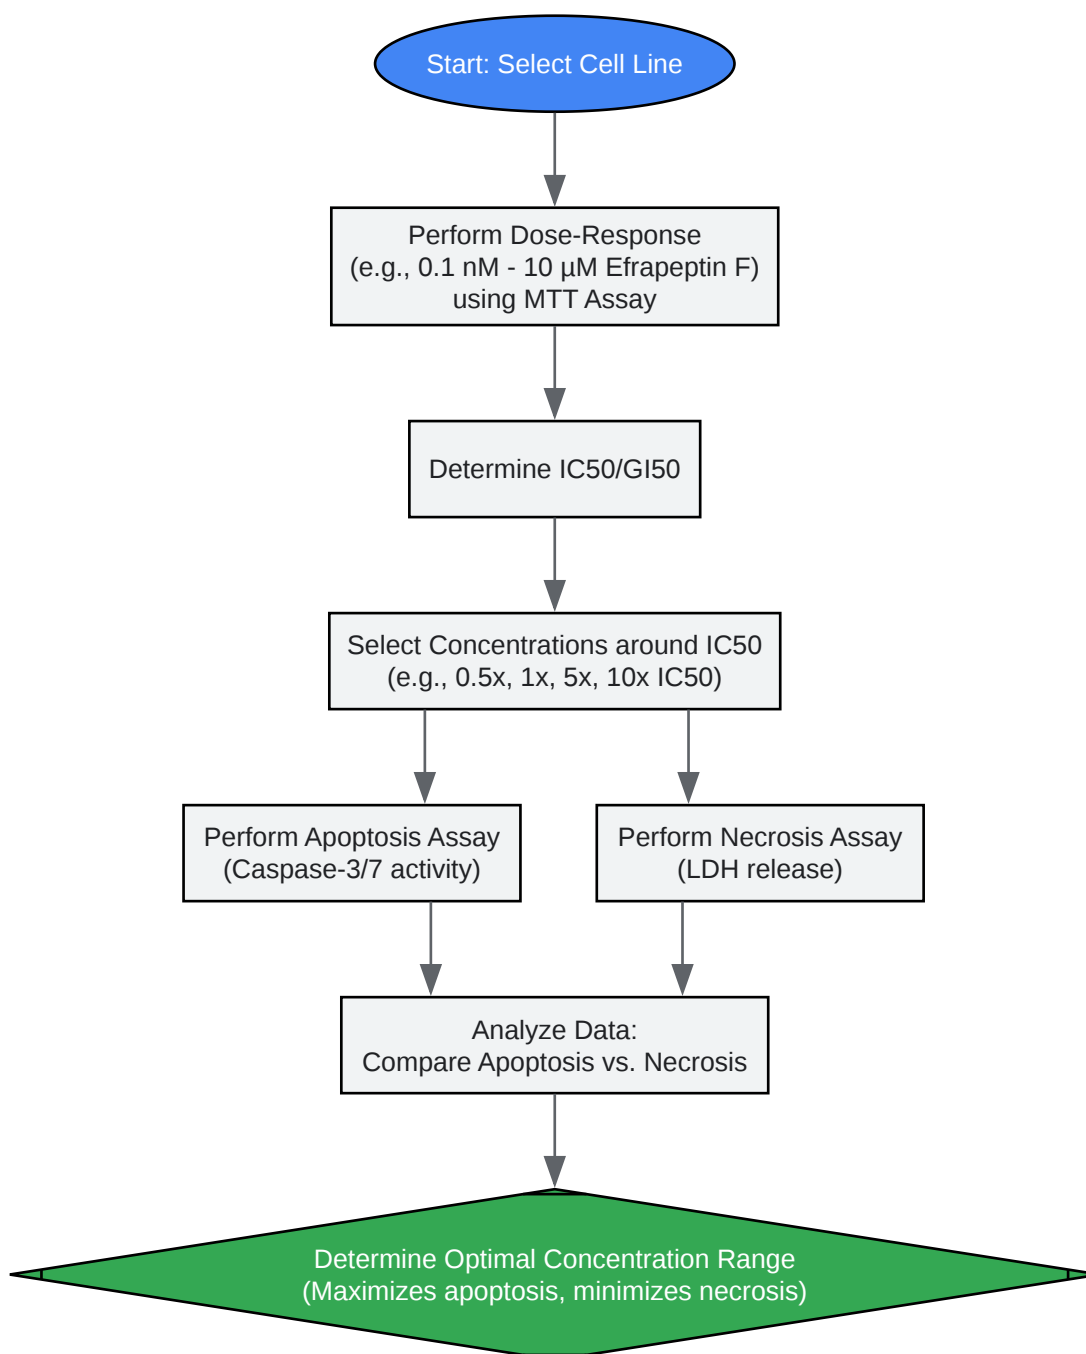 Start: Select Cell Line
Perform Dose-Response
(e.g., 0.1 nM - 10 µM Efrapeptin F)
using MTT Assay
Determine IC50/GI50
Select Concentrations around IC50
(e.g., 0.5x, 1x, 5x, 10x IC50)
Perform Apoptosis Assay
(Caspase-3/7 activity)
Perform Necrosis Assay
(LDH release)
Analyze Data:
Compare Apoptosis vs. Necrosis
Determine Optimal Concentration Range
(Maximizes apoptosis, minimizes necrosis)